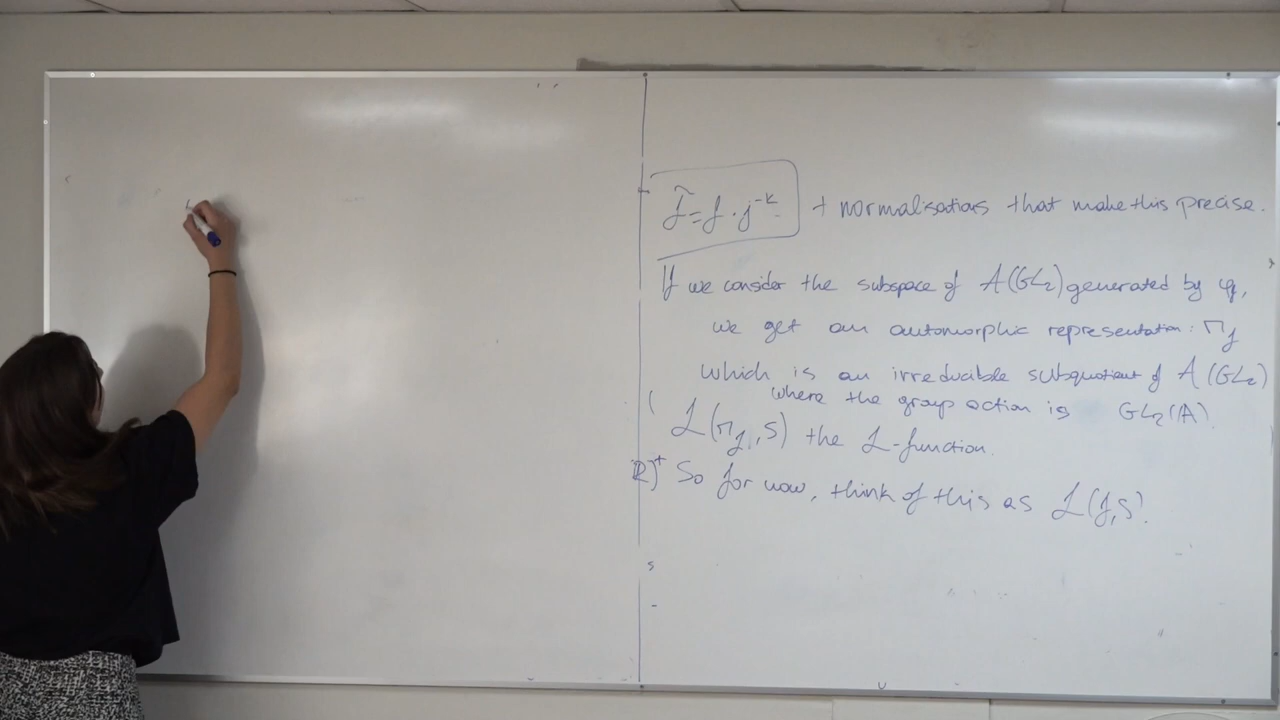 f̃ = f · j^{-k} + normalisations that make this precise.
If we consider the subspace of A(GL₂) generated by φ,
we get an automorphic representation: π_f
which is an irreducible subquotient of A(GL₂)
where the group action is GL₂(A).
L(π_f, s) the L-function.
R)⁺ So for now, think of this as L(f,s).